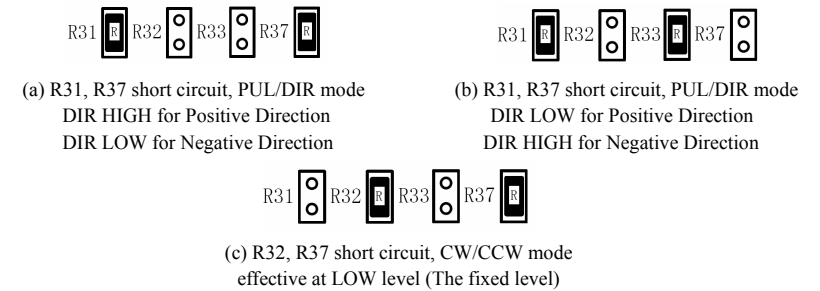 R31 R R32 R33 R37 R
R31 R R32 R33 R R37
(a) R31, R37 short circuit, PUL/DIR mode
DIR HIGH for Positive Direction
DIR LOW for Negative Direction
(b) R31, R37 short circuit, PUL/DIR mode
DIR LOW for Positive Direction
DIR HIGH for Negative Direction
R31 R32 R R33 R37 R
(c) R32, R37 short circuit, CW/CCW mode
effective at LOW level (The fixed level)